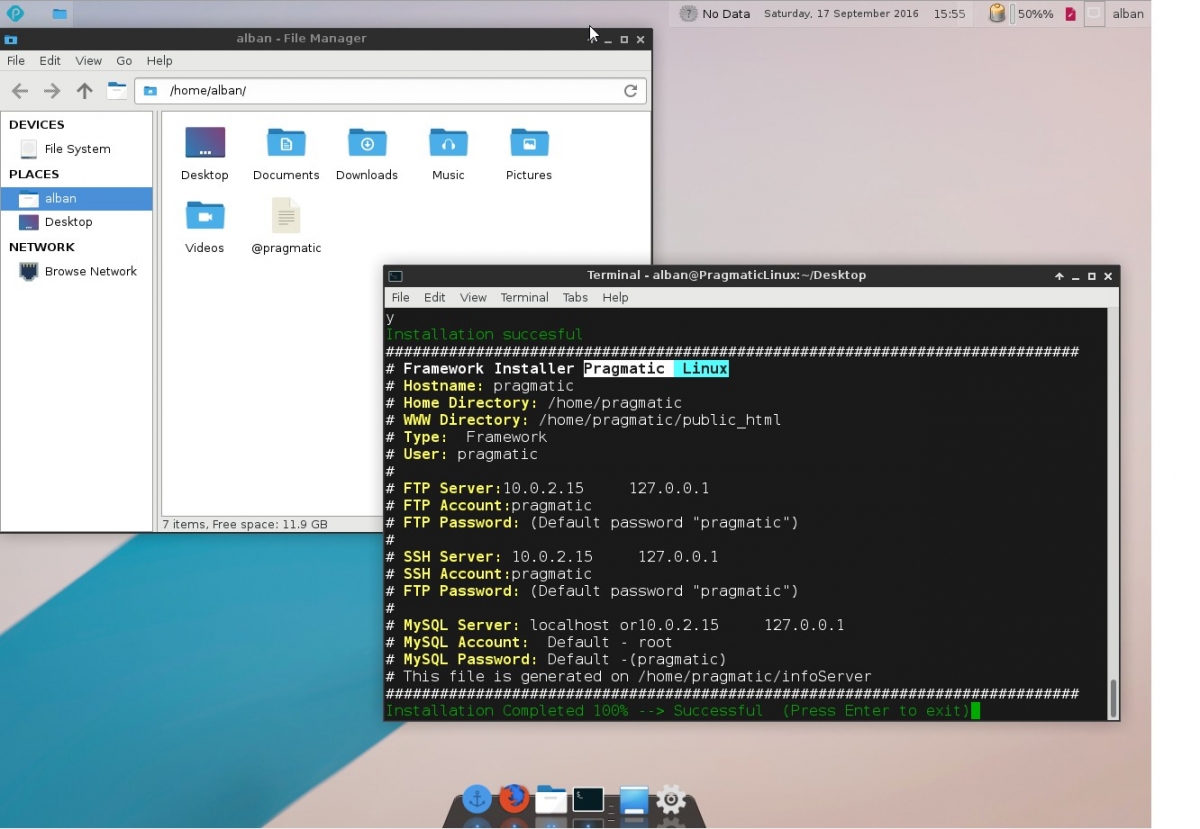 No Data Saturday, 17 September 2016 15:55 50%% alban
alban - File Manager
File Edit View Go Help
/home/alban/
DEVICES
File System
PLACES
alban
Desktop
NETWORK
Browse Network
Desktop Documents Downloads Music Pictures
Videos @pragmatic
7 items, Free space: 11.9 GB
Terminal - alban@PragmaticLinux:~/Desktop
File Edit View Terminal Tabs Help
y
Installation succesful
#############################################################################
# Framework Installer Pragmatic Linux
# Hostname: pragmatic
# Home Directory: /home/pragmatic
# WWW Directory: /home/pragmatic/public_html
# Type: Framework
# User: pragmatic
#
# FTP Server:10.0.2.15 127.0.0.1
# FTP Account:pragmatic
# FTP Password: (Default password "pragmatic")
#
# SSH Server: 10.0.2.15 127.0.0.1
# SSH Account:pragmatic
# FTP Password: (Default password "pragmatic")
#
# MySQL Server: localhost or10.0.2.15 127.0.0.1
# MySQL Account: Default - root
# MySQL Password: Default -(pragmatic)
# This file is generated on /home/pragmatic/infoServer
#############################################################################
Installation Completed 100% --> Successful (Press Enter to exit)